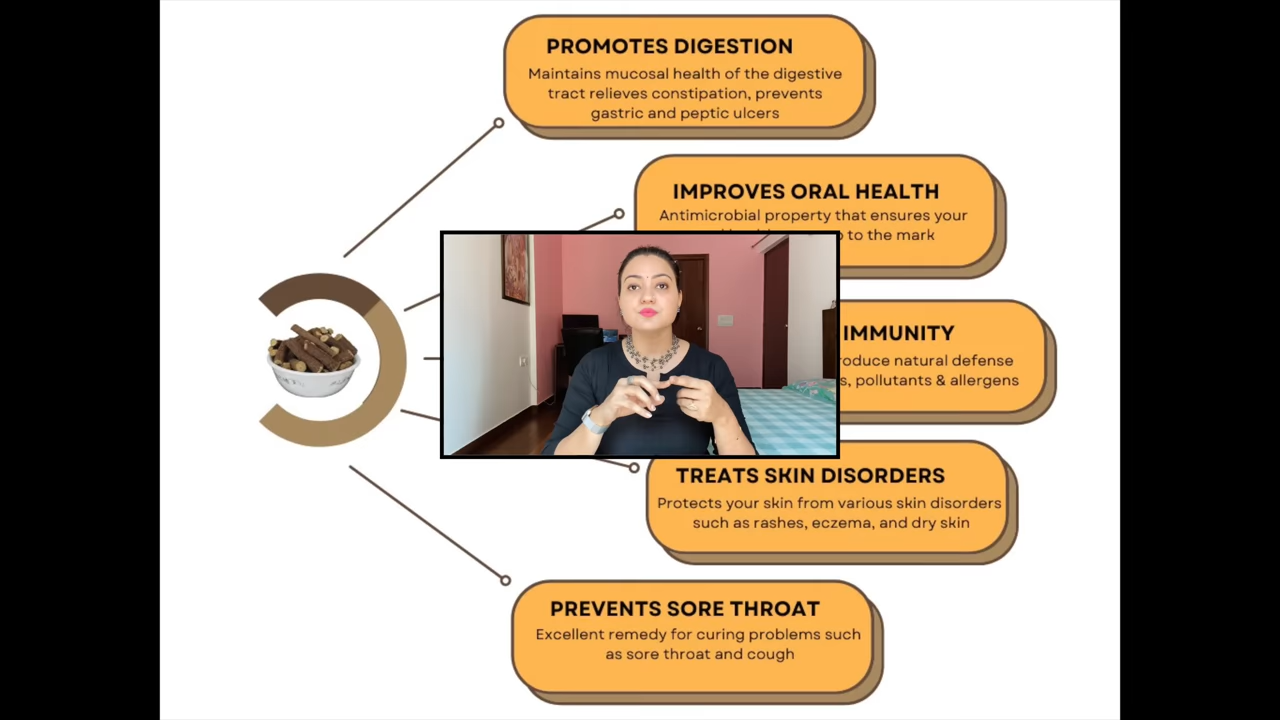 PROMOTES DIGESTION
Maintains mucosal health of the digestive
tract relieves constipation, prevents
gastric and peptic ulcers
IMPROVES ORAL HEALTH
Antimicrobial property that ensures your
to the mark
IMMUNITY
natural defense
pollutants & allergens
TREATS SKIN DISORDERS
Protects your skin from various skin disorders
such as rashes, eczema, and dry skin
PREVENTS SORE THROAT
Excellent remedy for curing problems such
as sore throat and cough